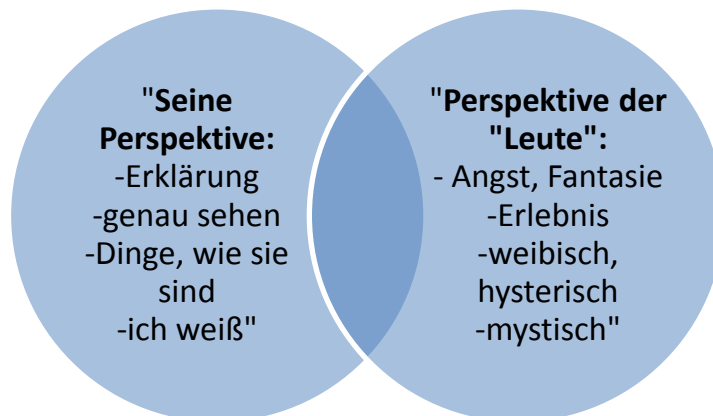 "Seine
Perspektive:
-Erklärung
-genau sehen
-Dinge, wie sie
sind
-ich weiß"
"Perspektive der
"Leute":
- Angst, Fantasie
-Erlebnis
-weibisch,
hysterisch
-mystisch"